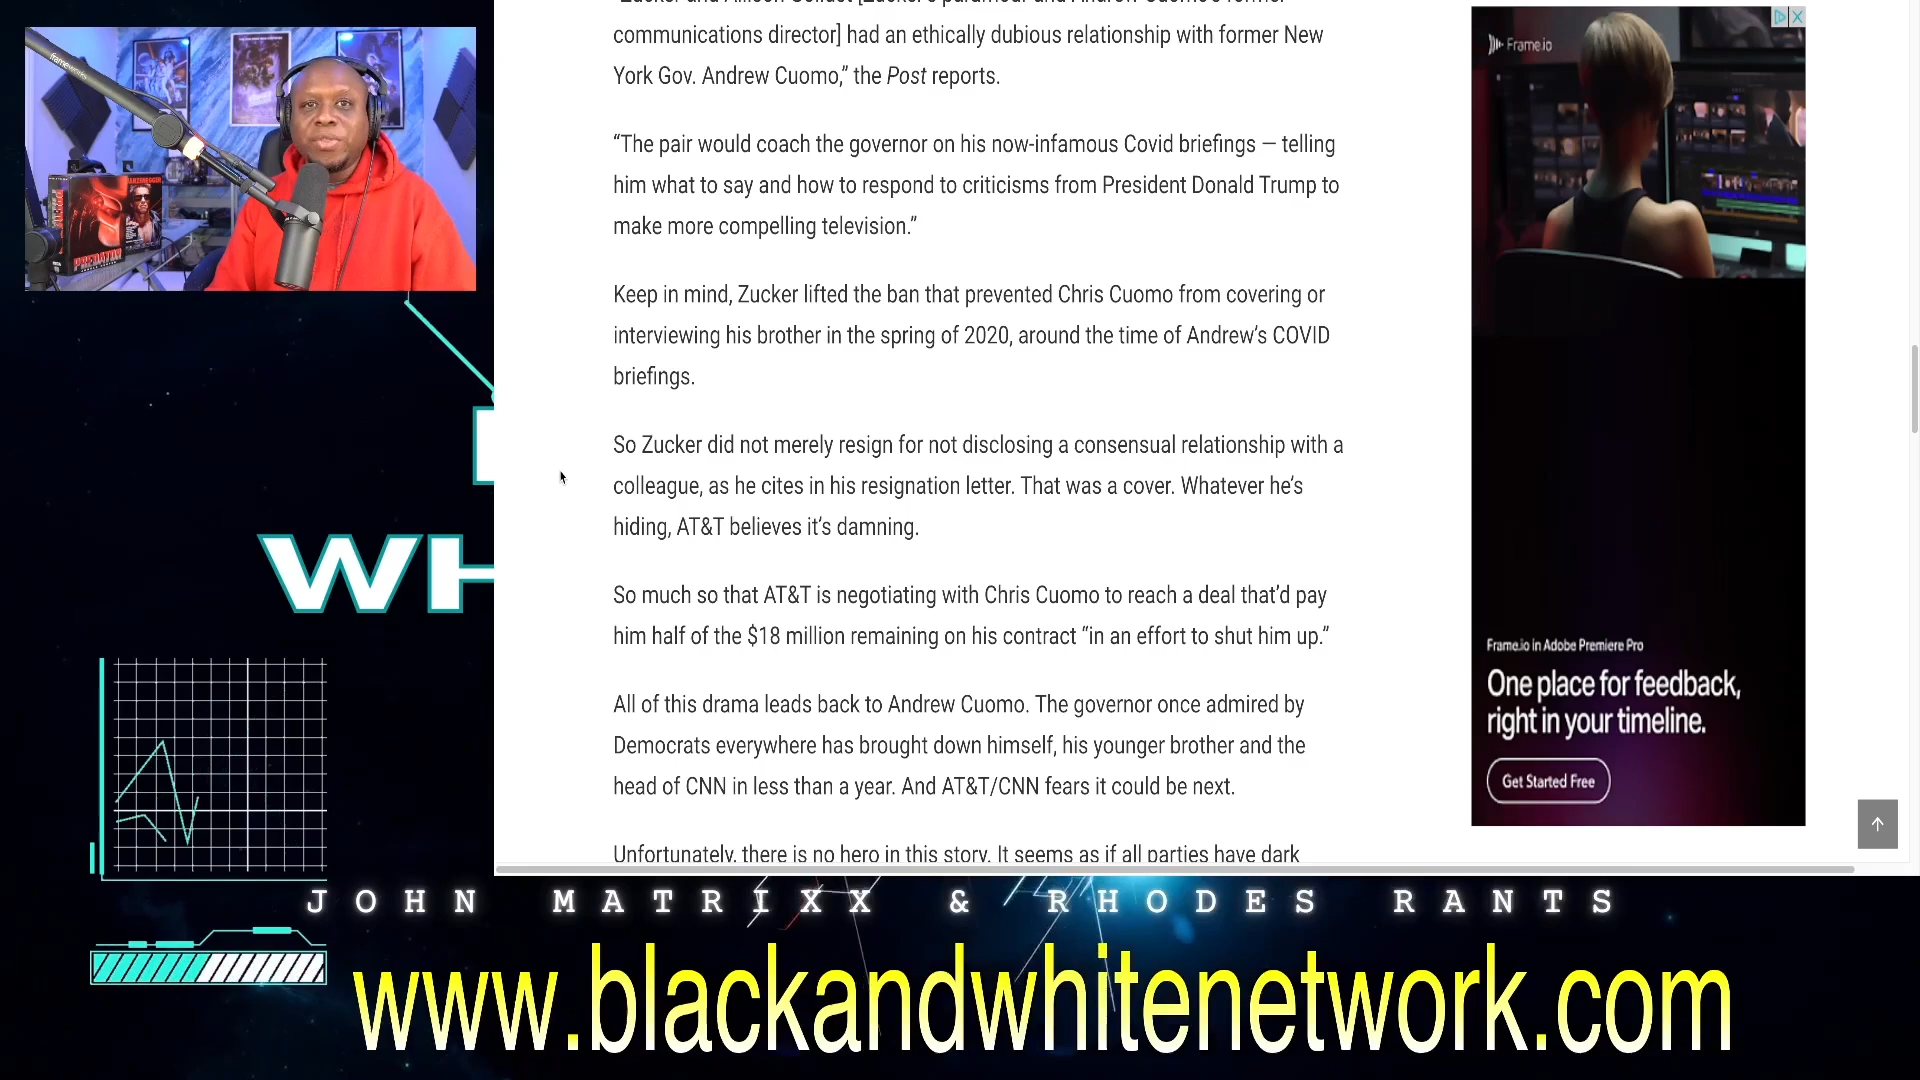 "Zucker and Allison Gollust [Zucker's paramour and Andrew Cuomo's former
communications director] had an ethically dubious relationship with former New
York Gov. Andrew Cuomo,” the Post reports.
“The pair would coach the governor on his now-infamous Covid briefings — telling
him what to say and how to respond to criticisms from President Donald Trump to
make more compelling television.”
Keep in mind, Zucker lifted the ban that prevented Chris Cuomo from covering or
interviewing his brother in the spring of 2020, around the time of Andrew’s COVID
briefings.
So Zucker did not merely resign for not disclosing a consensual relationship with a
colleague, as he cites in his resignation letter. That was a cover. Whatever he’s
hiding, AT&T believes it’s damning.
So much so that AT&T is negotiating with Chris Cuomo to reach a deal that’d pay
him half of the $18 million remaining on his contract “in an effort to shut him up.”
All of this drama leads back to Andrew Cuomo. The governor once admired by
Democrats everywhere has brought down himself, his younger brother and the
head of CNN in less than a year. And AT&T/CNN fears it could be next.
Unfortunately, there is no hero in this story. It seems as if all parties have dark
Frame.io
Frame.io in Adobe Premiere Pro
One place for feedback,
right in your timeline.
Get Started Free
PREDATOR
WH
JOHN MATRIXX & RHODES RANTS
www.blackandwhitenetwork.com